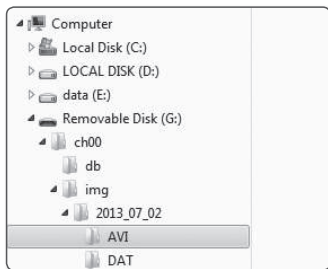 Computer
Local Disk (C:)
LOCAL DISK (D:)
data (E:)
Removable Disk (G:)
ch00
db
img
2013_07_02
AVI
DAT